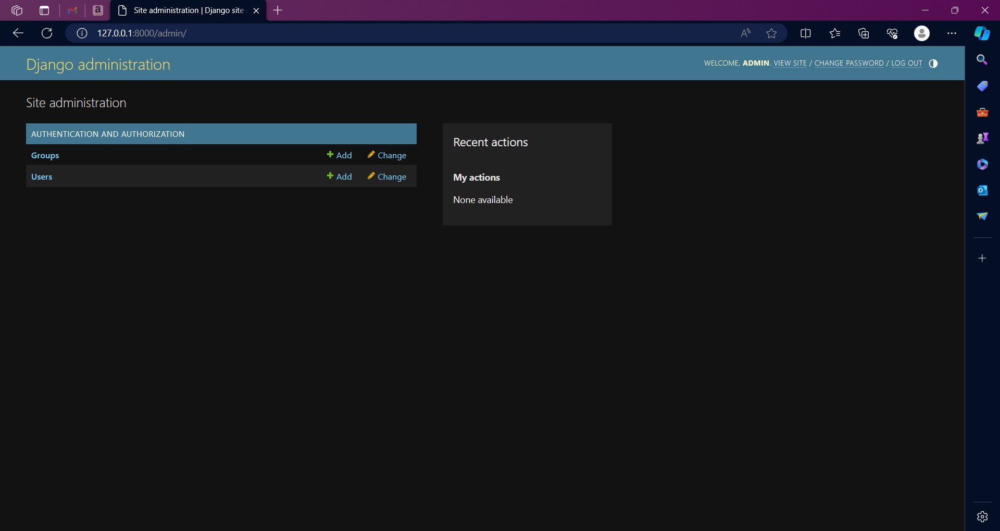 Site administration | Django site
127.0.0.1:8000/admin/
Django administration
WELCOME, ADMIN. VIEW SITE / CHANGE PASSWORD / LOG OUT
Site administration
AUTHENTICATION AND AUTHORIZATION
Groups Add Change
Users Add Change
Recent actions
My actions
None available